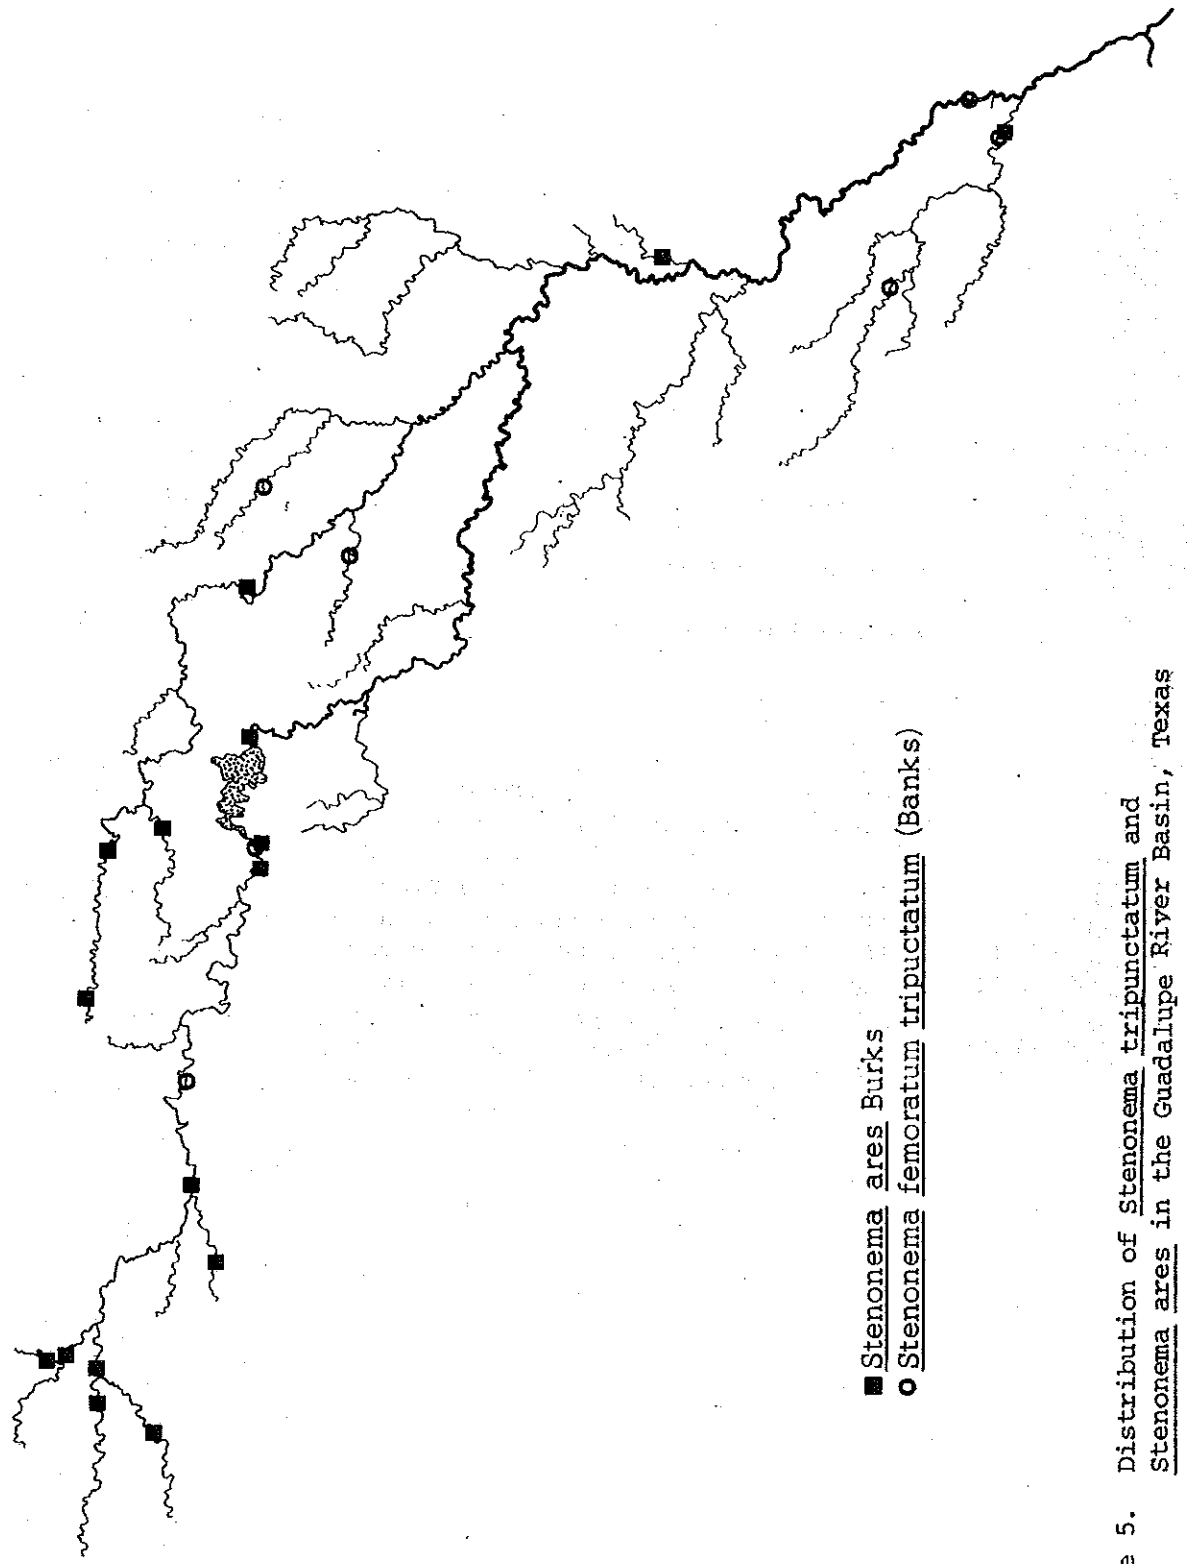 ■ Stenonema ares Burks
o Stenonema femoratum tripuctatum (Banks)
e 5. Distribution of Stenonema tripunctatum and
Stenonema ares in the Guadalupe River Basin, Texas